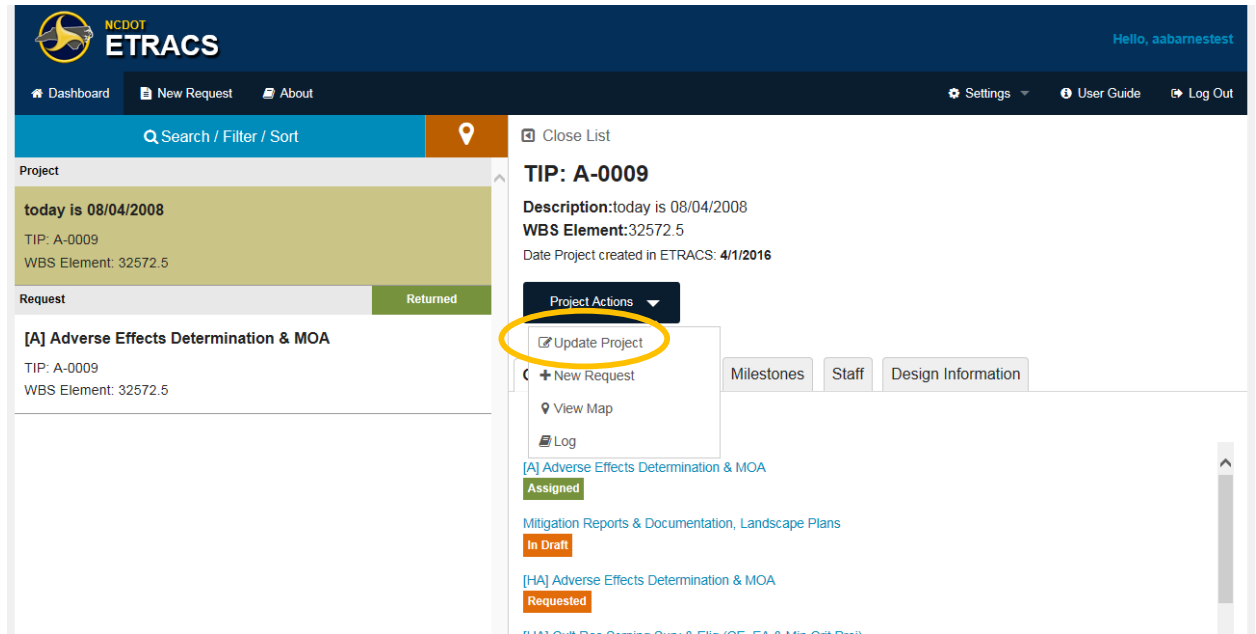 NCDOT
ETRACS
Hello, aabarnestest
Dashboard
New Request
About
Settings
User Guide
Log Out
Search / Filter / Sort
Close List
Project
today is 08/04/2008
TIP: A-0009
WBS Element: 32572.5
Request
Returned
[A] Adverse Effects Determination & MOA
TIP: A-0009
WBS Element: 32572.5
TIP: A-0009
Description:today is 08/04/2008
WBS Element:32572.5
Date Project created in ETRACS: 4/1/2016
Project Actions
Update Project
New Request
View Map
Log
Milestones
Staff
Design Information
[A] Adverse Effects Determination & MOA
Assigned
Mitigation Reports & Documentation, Landscape Plans
In Draft
[HA] Adverse Effects Determination & MOA
Requested